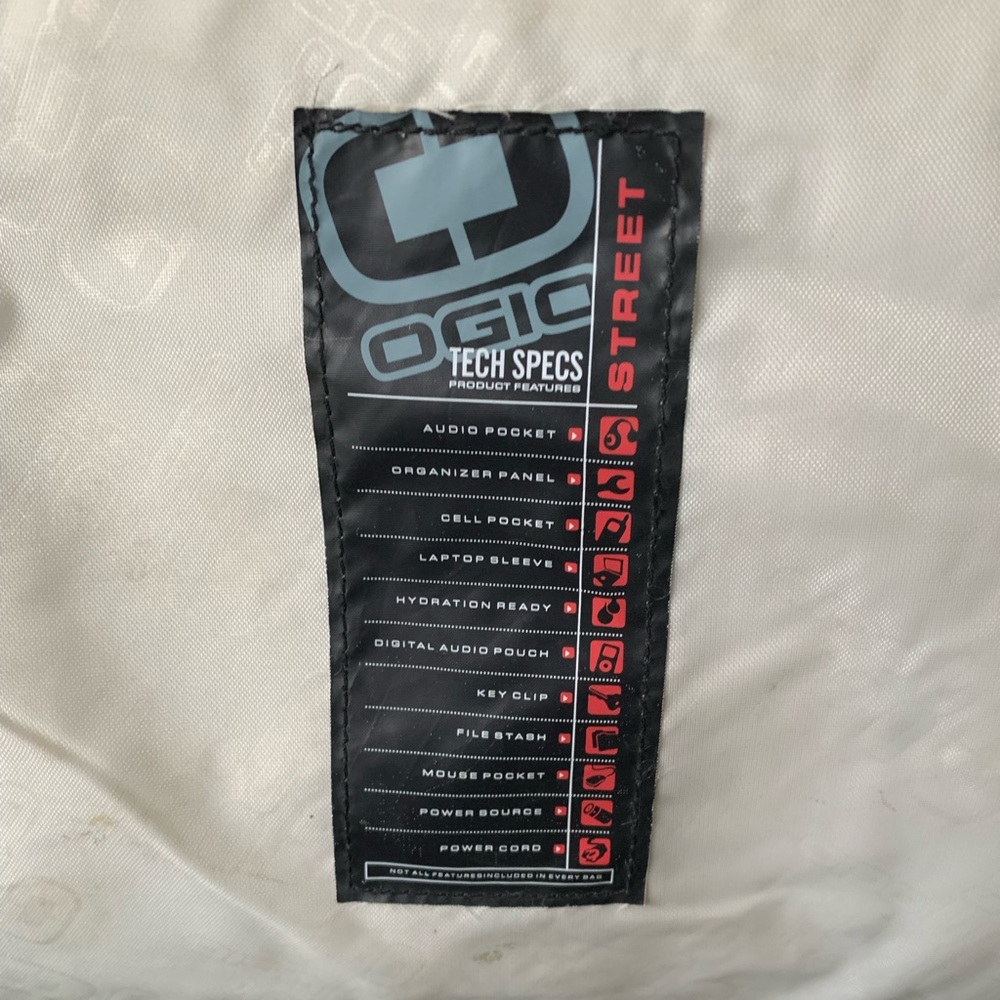 OGIO
TECH SPECS
PRODUCT FEATURES
STREET
AUDIO POCKET
ORGANIZER PANEL
CELL POCKET
LAPTOP SLEEVE
HYDRATION READY
DIGITAL AUDIO POUCH
KEY CLIP
FILE STASH
MOUSE POCKET
POWER SOURCE
POWER CORD
NOT ALL FEATURES INCLUDED IN EVERY BAG